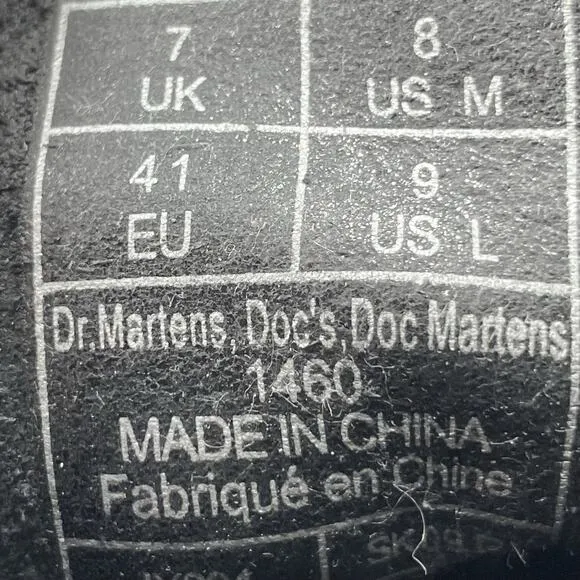 7 8
UK US M
41 9
EU US L
Dr.Martens, Doc's, Doc Martens
1460
MADE IN CHINA
Fabriqué en Chine